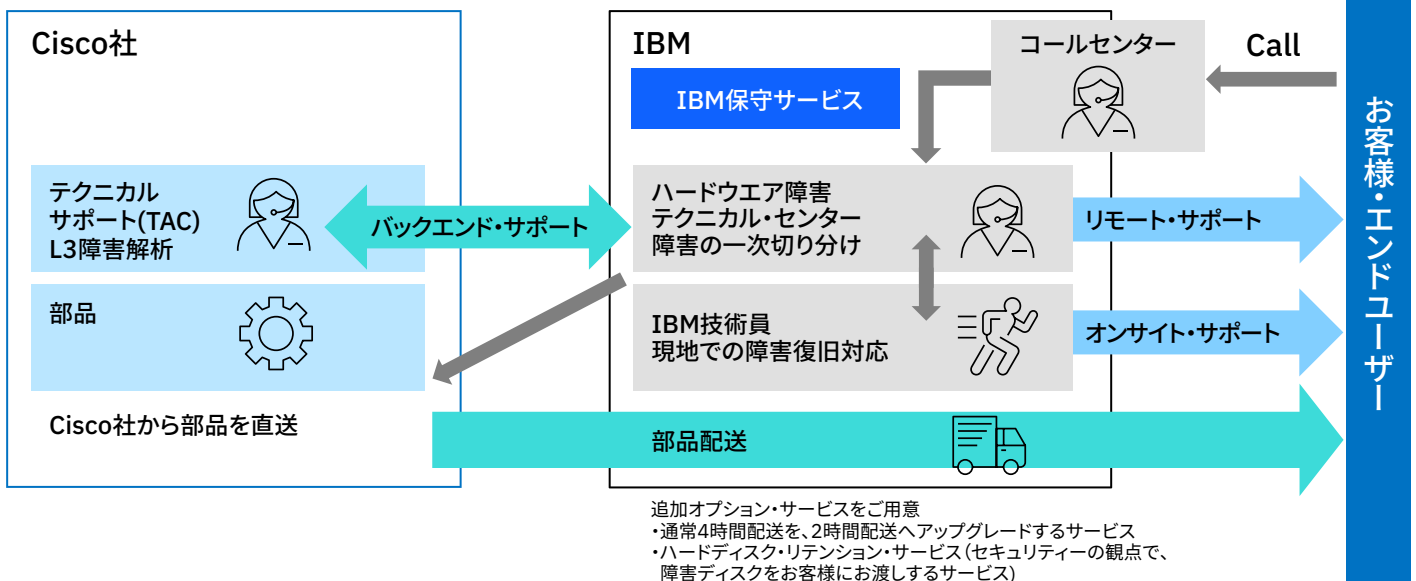 Cisco社
IBM
IBM保守サービス
コールセンター
Call
お客様・エンドユーザー
テクニカル
サポート(TAC)
L3障害解析
バックエンド・サポート
ハードウエア障害
テクニカル・センター
障害の一次切り分け
リモート・サポート
部品
IBM技術員
現地での障害復旧対応
オンサイト・サポート
Cisco社から部品を直送
部品配送
追加オプション・サービスをご用意
・通常4時間配送を、2時間配送へアップグレードするサービス
・ハードディスク・リテンション・サービス（セキュリティーの観点で、
障害ディスクをお客様にお渡しするサービス)